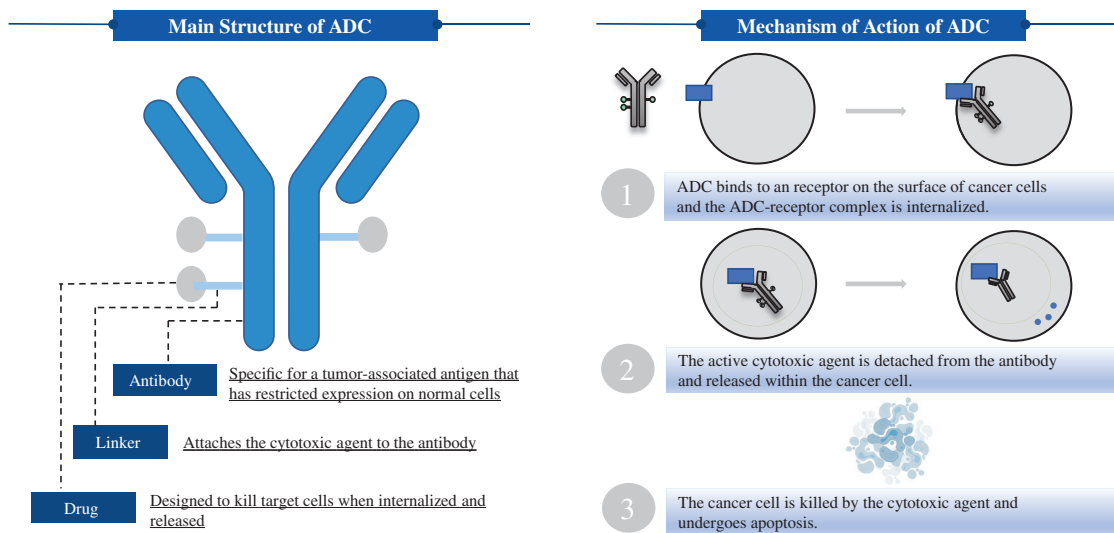 Main Structure of ADC
Antibody
Specific for a tumor-associated antigen that
has restricted expression on normal cells
Linker
Attaches the cytotoxic agent to the antibody
Drug
Designed to kill target cells when internalized and
released
Mechanism of Action of ADC
1
ADC binds to an receptor on the surface of cancer cells
and the ADC-receptor complex is internalized.
2
The active cytotoxic agent is detached from the antibody
and released within the cancer cell.
3
The cancer cell is killed by the cytotoxic agent and
undergoes apoptosis.